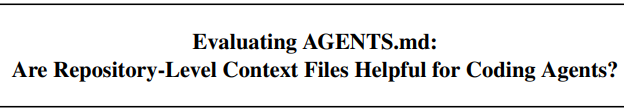 Evaluating AGENTS.md:
Are Repository-Level Context Files Helpful for Coding Agents?